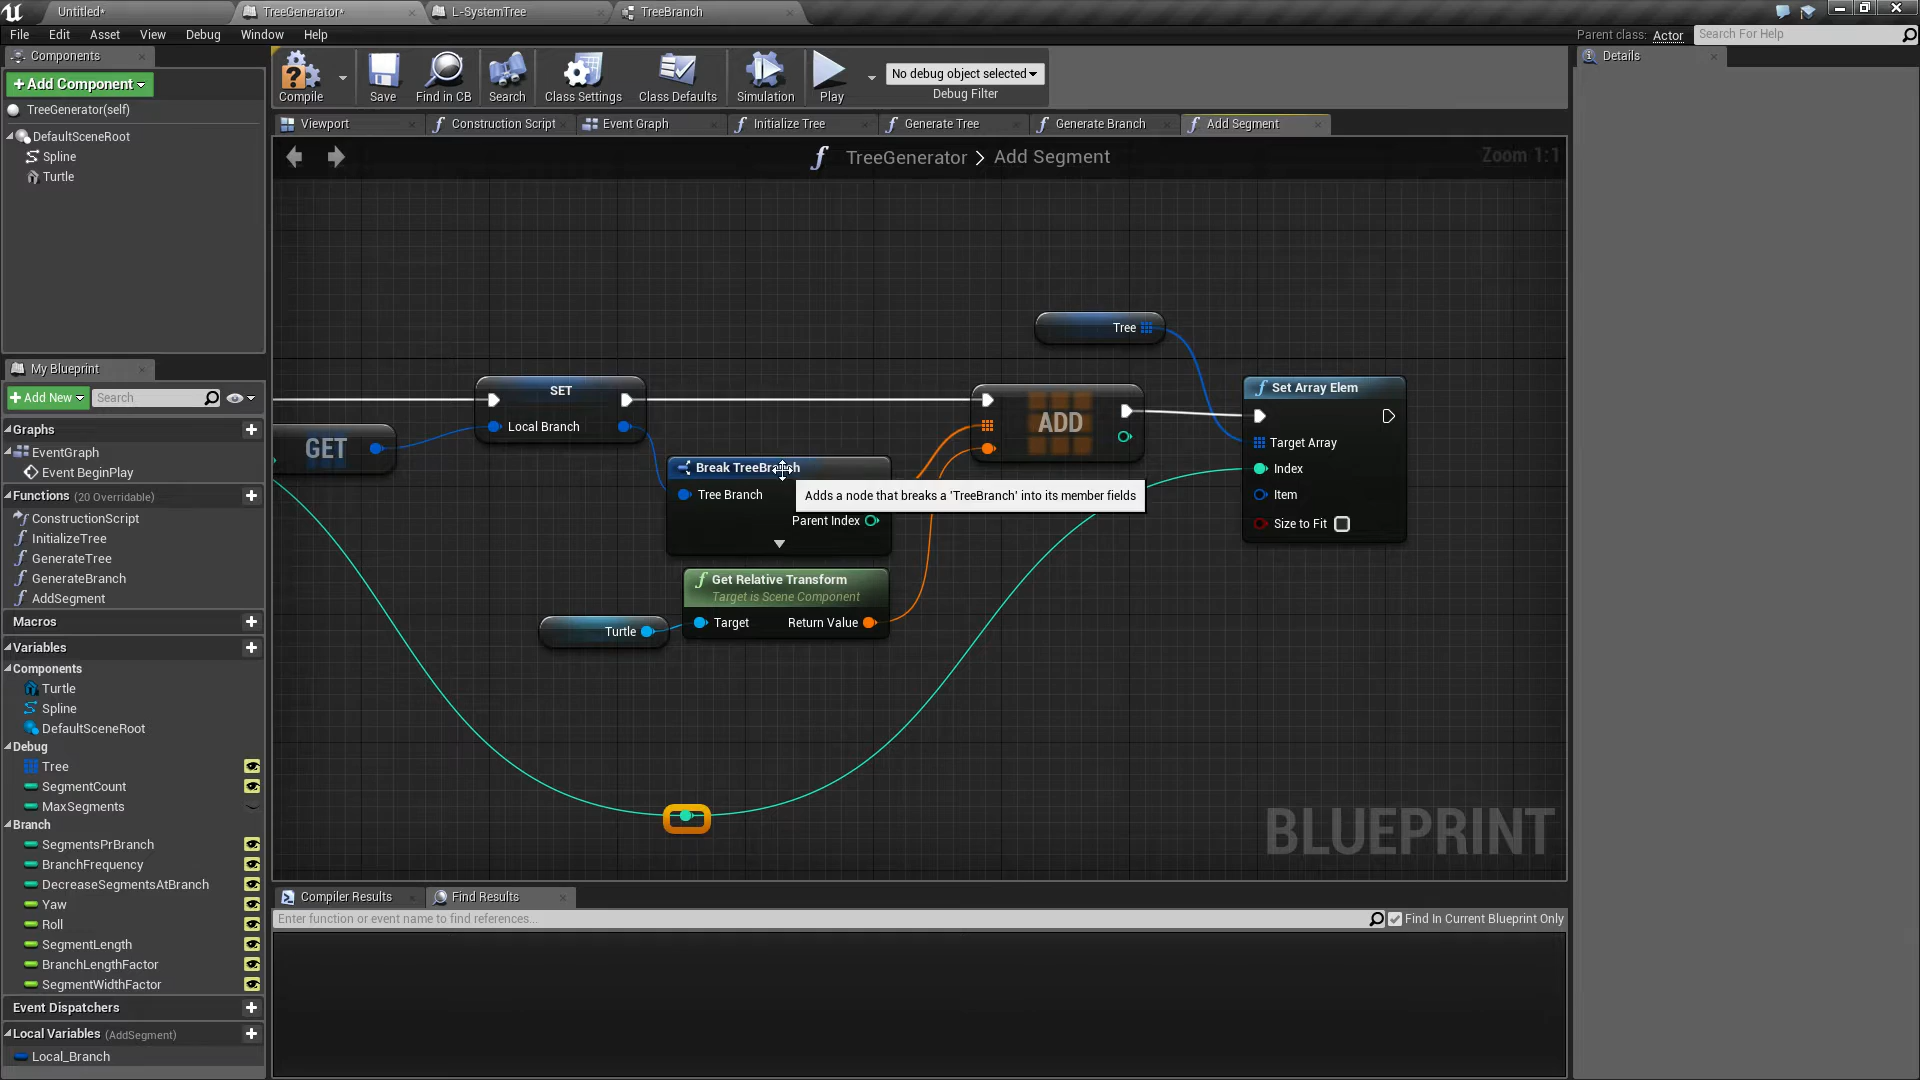 Untitled*
TreeGenerator*
L-SystemTree
TreeBranch
File Edit Asset View Window Debug Window Help
Parent class: Actor
Search For Help
Components
+ Add Component
TreeGenerator(self)
DefaultSceneRoot
Spline
Turtle
Compile
Save
Find in CB
Search
Class Settings
Class Defaults
Simulation
Play
No debug object selected
Debug Filter
Details
Viewport
Construction Script
Event Graph
Initialize Tree
Generate Tree
Generate Branch
Add Segment
TreeGenerator > Add Segment
Zoom 1:1
My Blueprint
+ Add New
Search
Graphs
EventGraph
Event BeginPlay
Functions (20 Overridable)
ConstructionScript
InitializeTree
GenerateTree
GenerateBranch
AddSegment
Macros
Variables
Components
Turtle
Spline
DefaultSceneRoot
Debug
Tree
SegmentCount
MaxSegments
Branch
SegmentsPrBranch
BranchFrequency
DecreaseSegmentsAtBranch
Yaw
Roll
SegmentLength
BranchLengthFactor
SegmentWidthFactor
Event Dispatchers
Local Variables (AddSegment)
Local_Branch
GET
SET
Local Branch
Break TreeBranch
Tree Branch
Adds a node that breaks a 'TreeBranch' into its member fields
Parent Index
Get Relative Transform
Target is Scene Component
Target
Return Value
Turtle
ADD
Tree
Set Array Elem
Target Array
Index
Item
Size to Fit
BLUEPRINT
Compiler Results
Find Results
Enter function or event name to find references...
Find In Current Blueprint Only